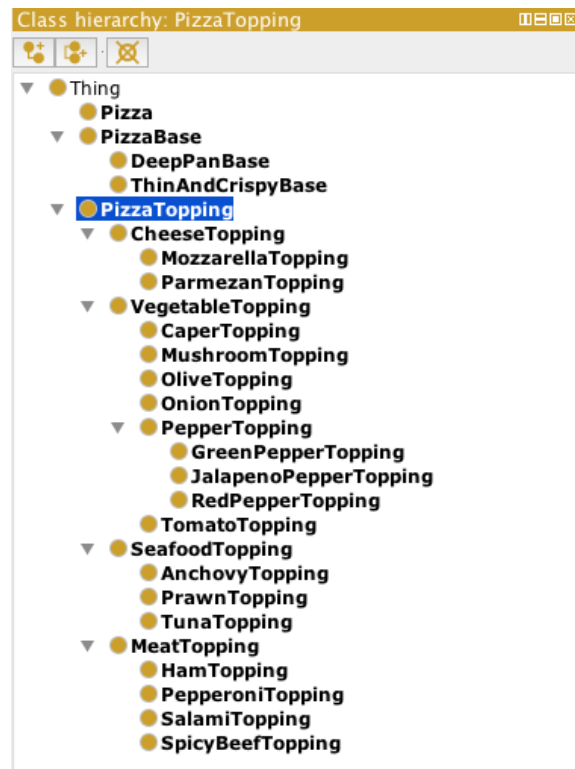 Class hierarchy: PizzaTopping
Thing
Pizza
PizzaBase
DeepPanBase
ThinAndCrispyBase
PizzaTopping
CheeseTopping
MozzarellaTopping
ParmezanTopping
VegetableTopping
CaperTopping
MushroomTopping
OliveTopping
OnionTopping
PepperTopping
GreenPepperTopping
JalapenoPepperTopping
RedPepperTopping
TomatoTopping
SeafoodTopping
AnchovyTopping
PrawnTopping
TunaTopping
MeatTopping
HamTopping
PepperoniTopping
SalamiTopping
SpicyBeefTopping